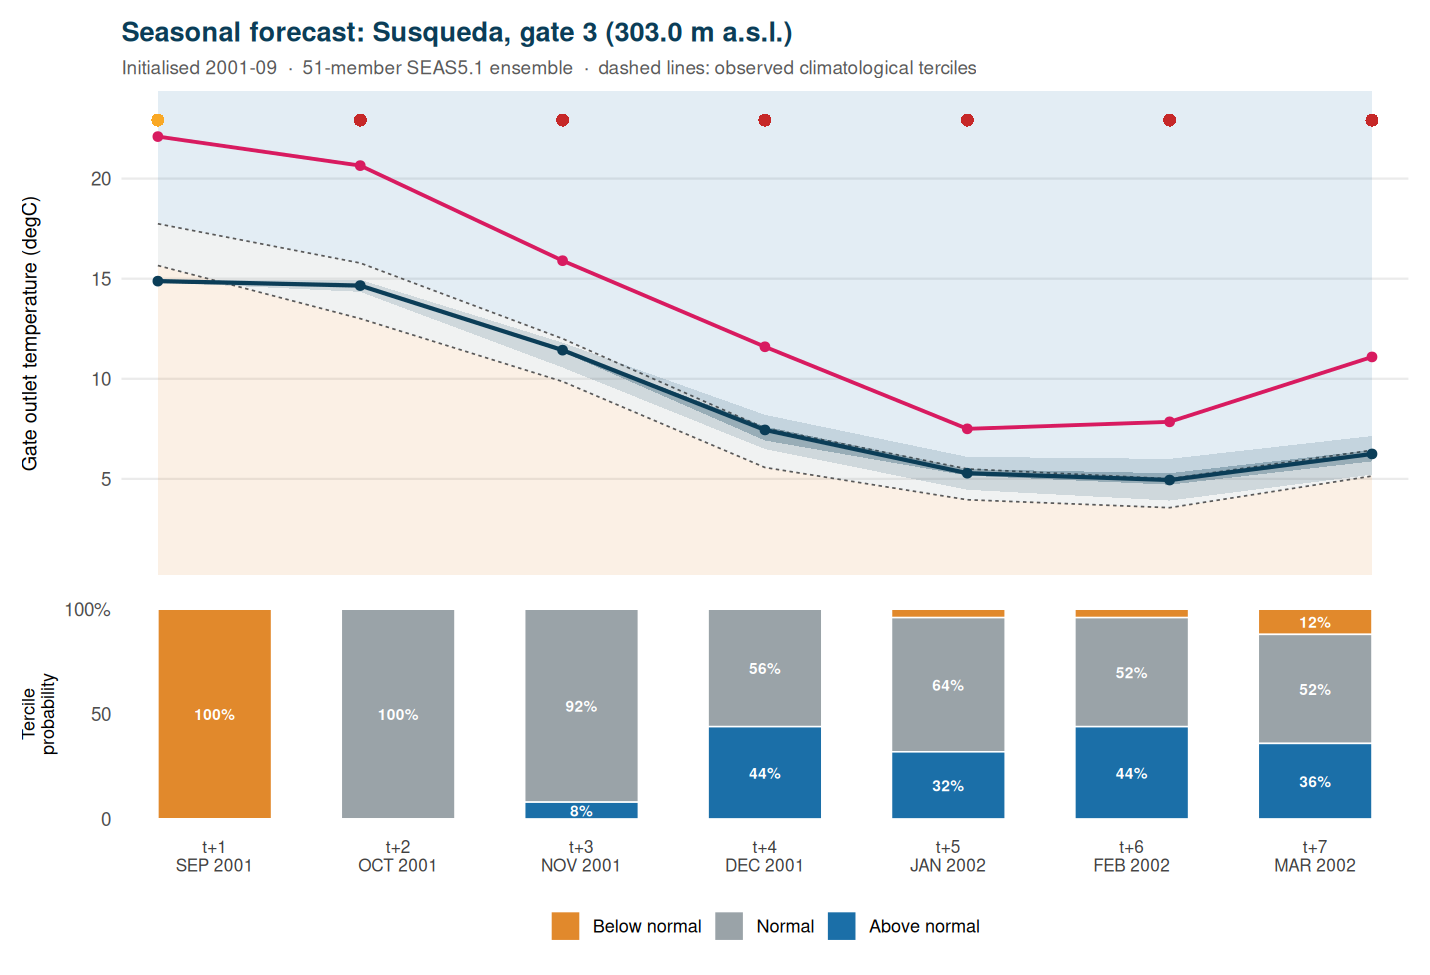 Seasonal forecast: Susqueda, gate 3 (303.0 m a.s.l.)
Initialised 2001-09 · 51-member SEAS5.1 ensemble · dashed lines: observed climatological terciles
Gate outlet temperature (degC)
20
15
10
5
Tercile
probability
100%
50
0
100%
100%
92%
8%
56%
44%
64%
32%
52%
44%
12%
52%
36%
t+1
SEP 2001
t+2
OCT 2001
t+3
NOV 2001
t+4
DEC 2001
t+5
JAN 2002
t+6
FEB 2002
t+7
MAR 2002
Below normal
Normal
Above normal